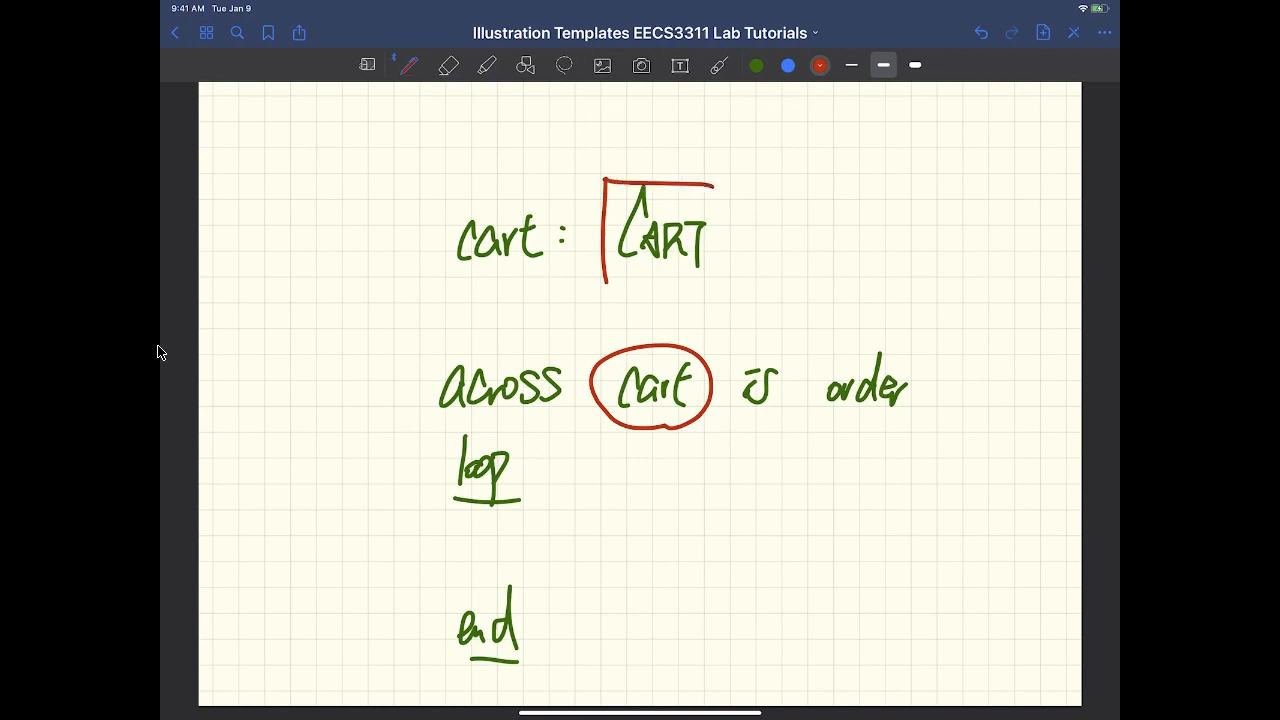 9:41 AM Tue Jan 9
Illustration Templates EECS3311 Lab Tutorials
cart: CART
across cart is order
loop
end